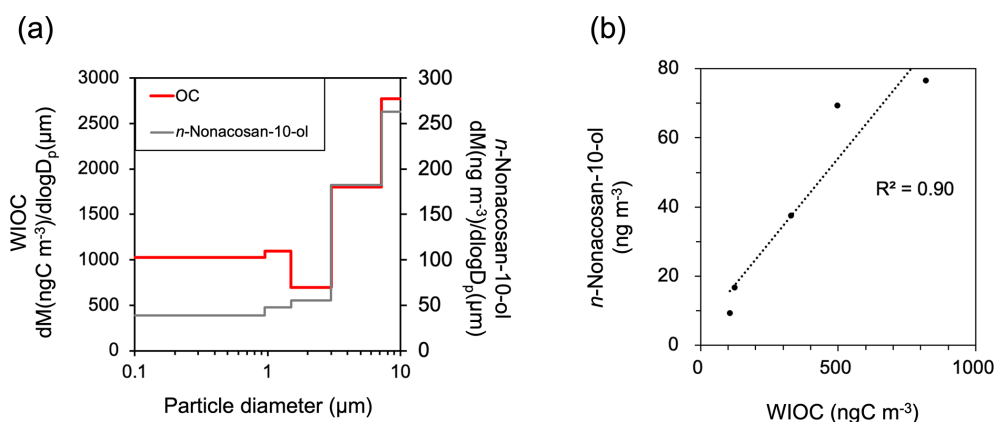 (a)
WIOC
dM(ngC m-3)/dlogDp(μm)
3000
2500
2000
1500
1000
500
0
OC
n-Nonacosan-10-ol
300
250
200
150
100
50
0
n-Nonacosan-10-ol
dM(ng m-3)/dlogDp(μm)
0.1
1
10
Particle diameter (μm)
(b)
n-Nonacosan-10-ol
(ng m-3)
80
60
40
20
0
R² = 0.90
0
500
1000
WIOC (ngC m-3)